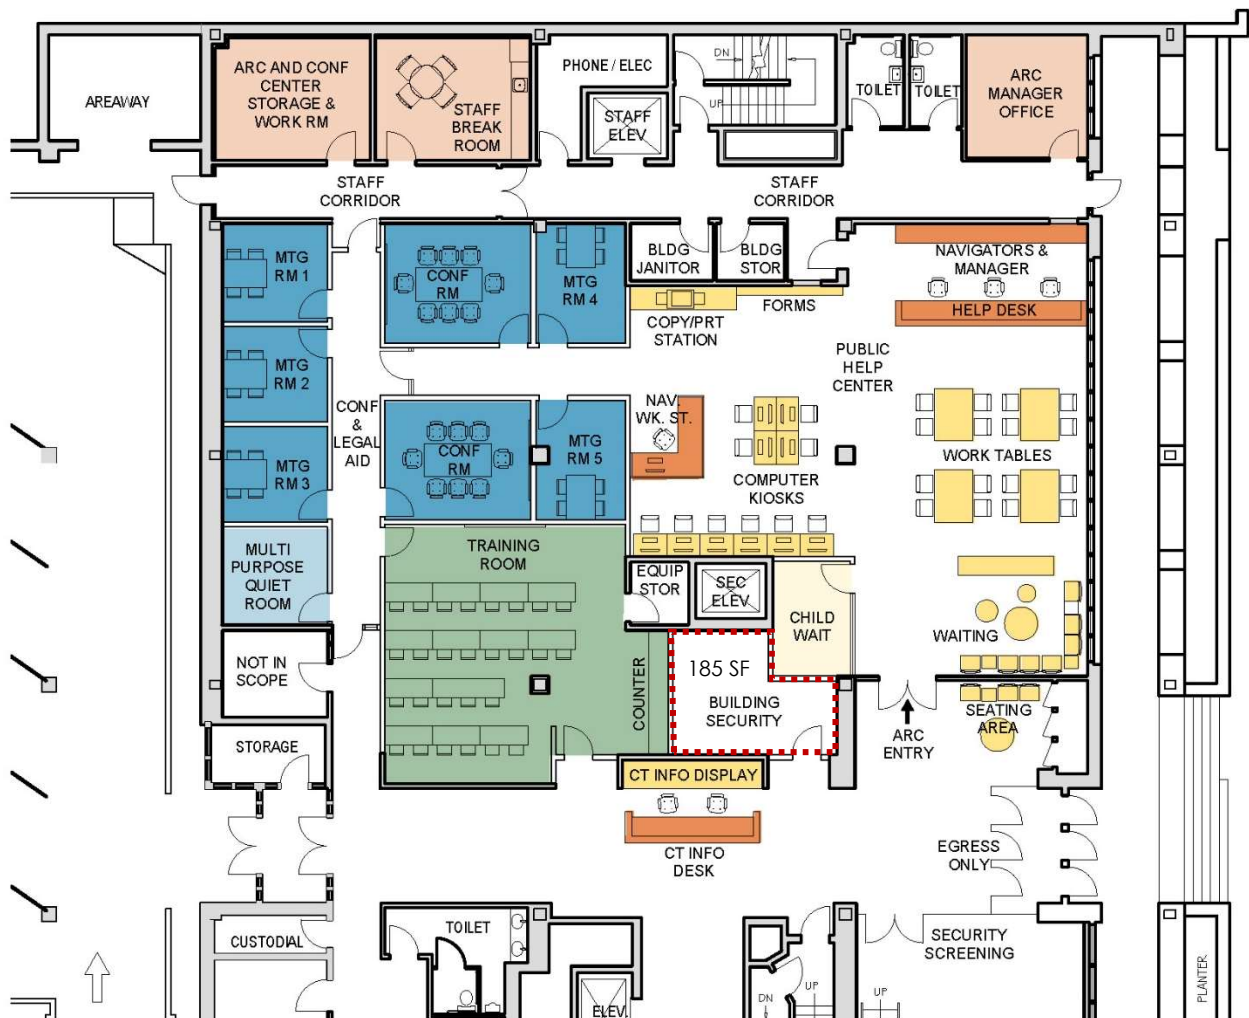 AREAWAY
ARC AND CONF
CENTER
STORAGE &
WORK RM
STAFF
BREAK
ROOM
PHONE / ELEC
STAFF
ELEV
DN
UP
TOILET
TOILET
ARC
MANAGER
OFFICE
STAFF
CORRIDOR
STAFF
CORRIDOR
MTG
RM 1
CONF
RM
MTG
RM 4
BLDG
JANITOR
BLDG
STOR
NAVIGATORS &
MANAGER
HELP DESK
COPY/PRT
STATION
FORMS
PUBLIC
HELP
CENTER
MTG
RM 2
CONF
&
LEGAL
AID
NAV.
WK. ST.
MTG
RM 3
CONF
RM
MTG
RM 5
COMPUTER
KIOSKS
WORK TABLES
MULTI
PURPOSE
QUIET
ROOM
TRAINING
ROOM
EQUIP
STOR
SEC
ELEV
CHILD
WAIT
WAITING
NOT IN
SCOPE
COUNTER
185 SF
BUILDING
SECURITY
ARC
ENTRY
SEATING
AREA
STORAGE
CT INFO DISPLAY
CT INFO
DESK
EGRESS
ONLY
CUSTODIAL
TOILET
SECURITY
SCREENING
ELEV.
DN
UP
UP
PLANTER